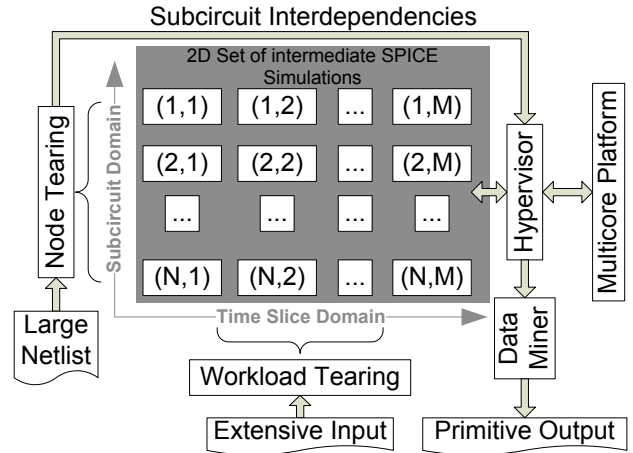 Subcircuit Interdependencies
2D Set of intermediate SPICE
Simulations
(1,1) (1,2) ... (1,M)
(2,1) (2,2) ... (2,M)
... ... ... ...
(N,1) (N,2) ... (N,M)
Subcircuit Domain
Time Slice Domain
Node Tearing
Large
Netlist
Workload Tearing
Extensive Input
Hypervisor
Multicore Platform
Data
Miner
Primitive Output